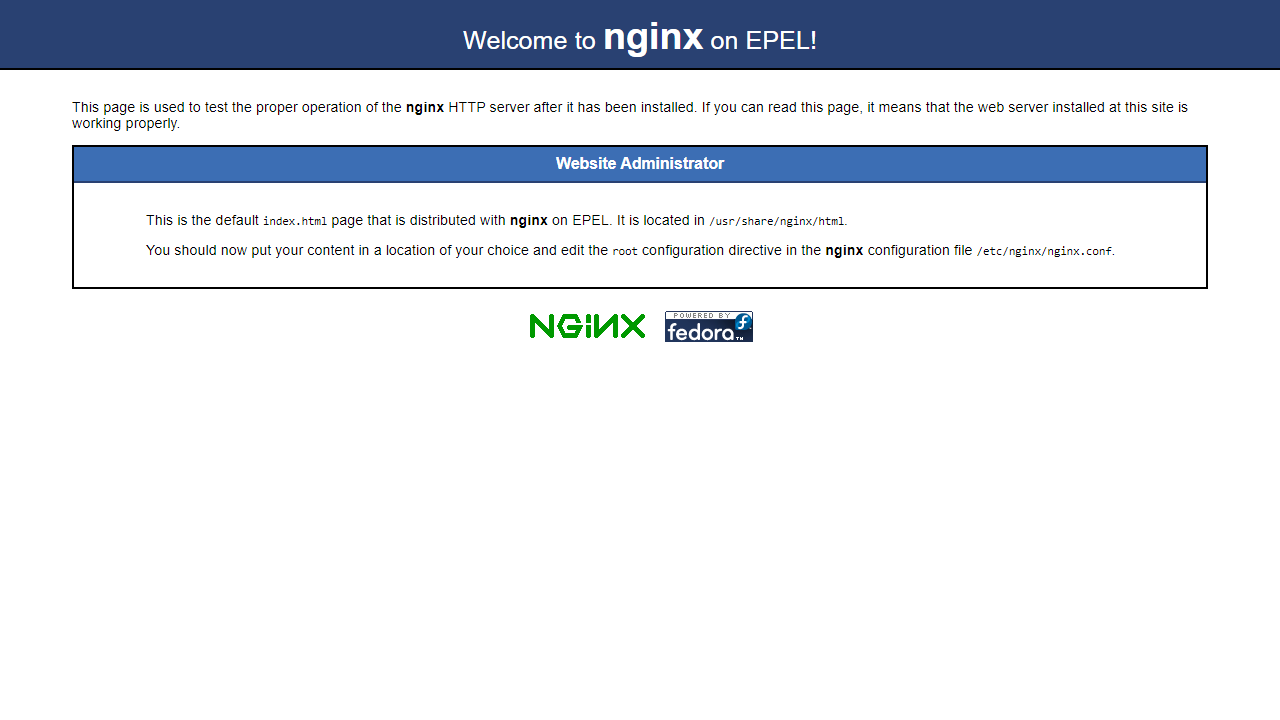 Welcome to nginx on EPEL!
This page is used to test the proper operation of the nginx HTTP server after it has been installed. If you can read this page, it means that the web server installed at this site is
working properly.
Website Administrator
This is the default index.html page that is distributed with nginx on EPEL. It is located in /usr/share/nginx/html.
You should now put your content in a location of your choice and edit the root configuration directive in the nginx configuration file /etc/nginx/nginx.conf.
NGiNX
POWERED BY
fedora™